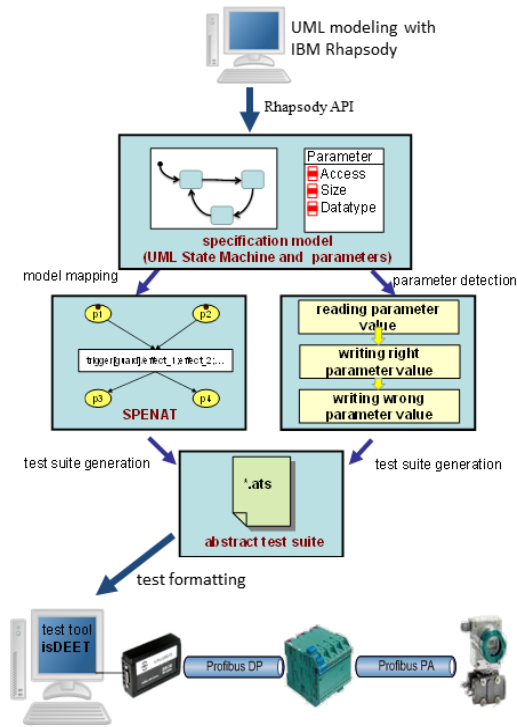 UML modeling with
IBM Rhapsody
Rhapsody API
Parameter
Access
Size
Datatype
specification model
(UML State Machine and parameters)
model mapping
parameter detection
p1
p2
trigger[guard]/effect_1;effect_2;...
p3
p4
SPENAT
reading parameter
value
writing right
parameter value
writing wrong
parameter value
test suite generation
test suite generation
*.ats
abstract test suite
test formatting
test tool
isDEET
Profibus DP
Profibus PA